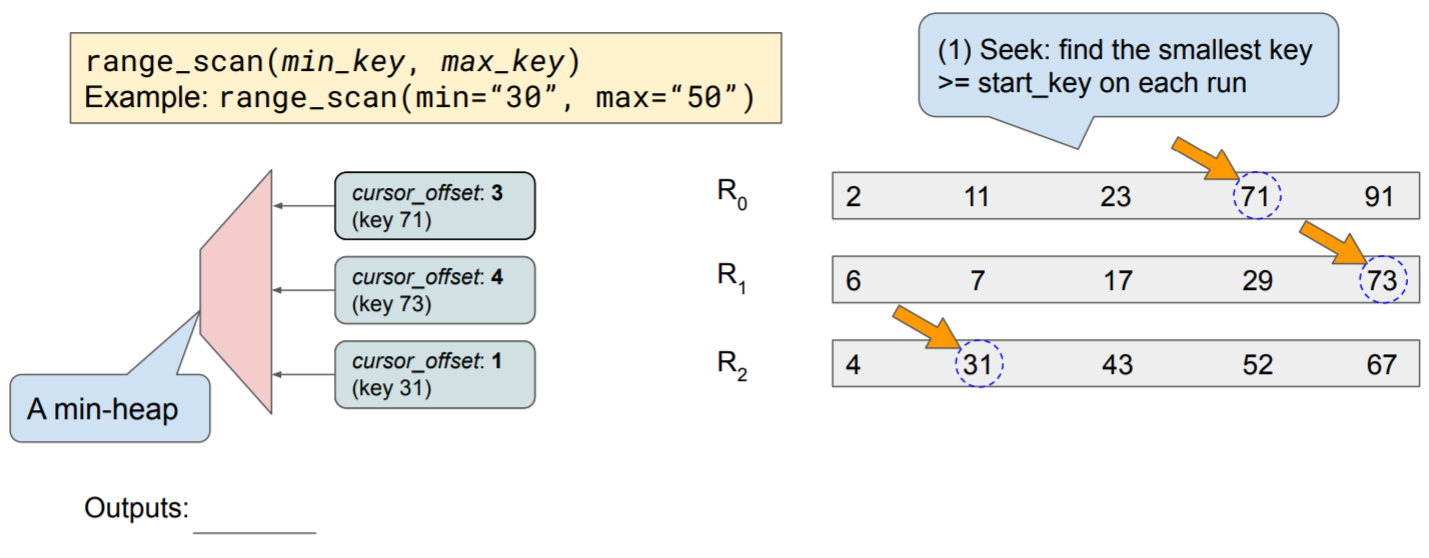 range_scan(min_key, max_key)
Example: range_scan(min=“30”, max=“50”)
(1) Seek: find the smallest key
>= start_key on each run
cursor_offset: 3
(key 71)
R0
2 11 23 71 91
cursor_offset: 4
(key 73)
R1
6 7 17 29 73
cursor_offset: 1
(key 31)
R2
4 31 43 52 67
A min-heap
Outputs: